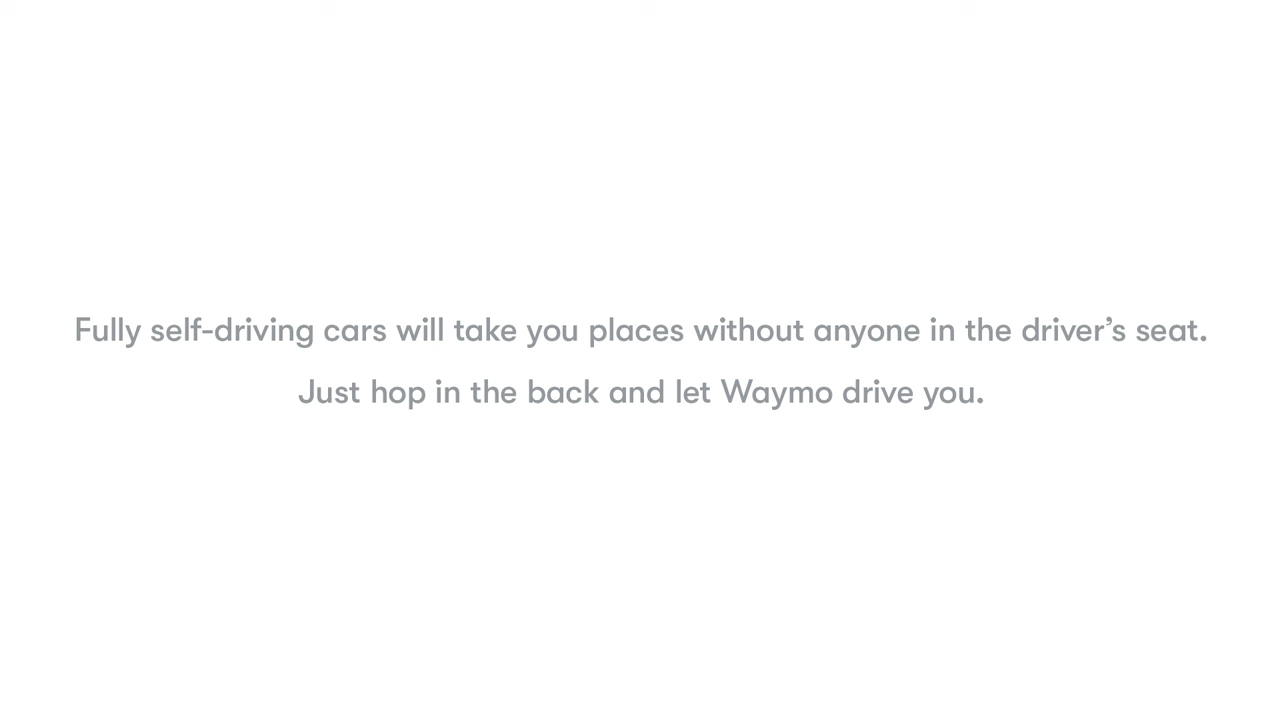 Fully self-driving cars will take you places without anyone in the driver’s seat.
Just hop in the back and let Waymo drive you.